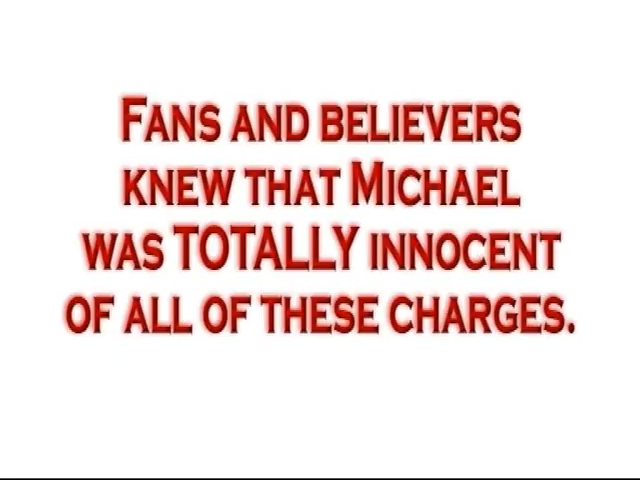 Fans and believers
knew that Michael
was TOTALLY innocent
of all of these charges.